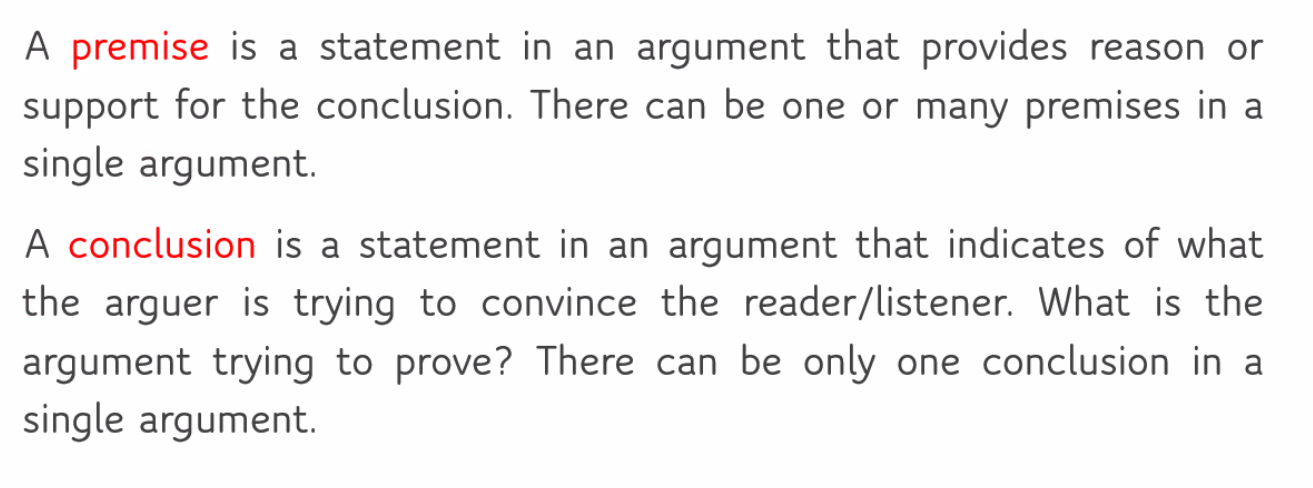 A premise is a statement in an argument that provides reason or
support for the conclusion. There can be one or many premises in a
single argument.
A conclusion is a statement in an argument that indicates of what
the arguer is trying to convince the reader/listener. What is the
argument trying to prove? There can be only one conclusion in a
single argument.